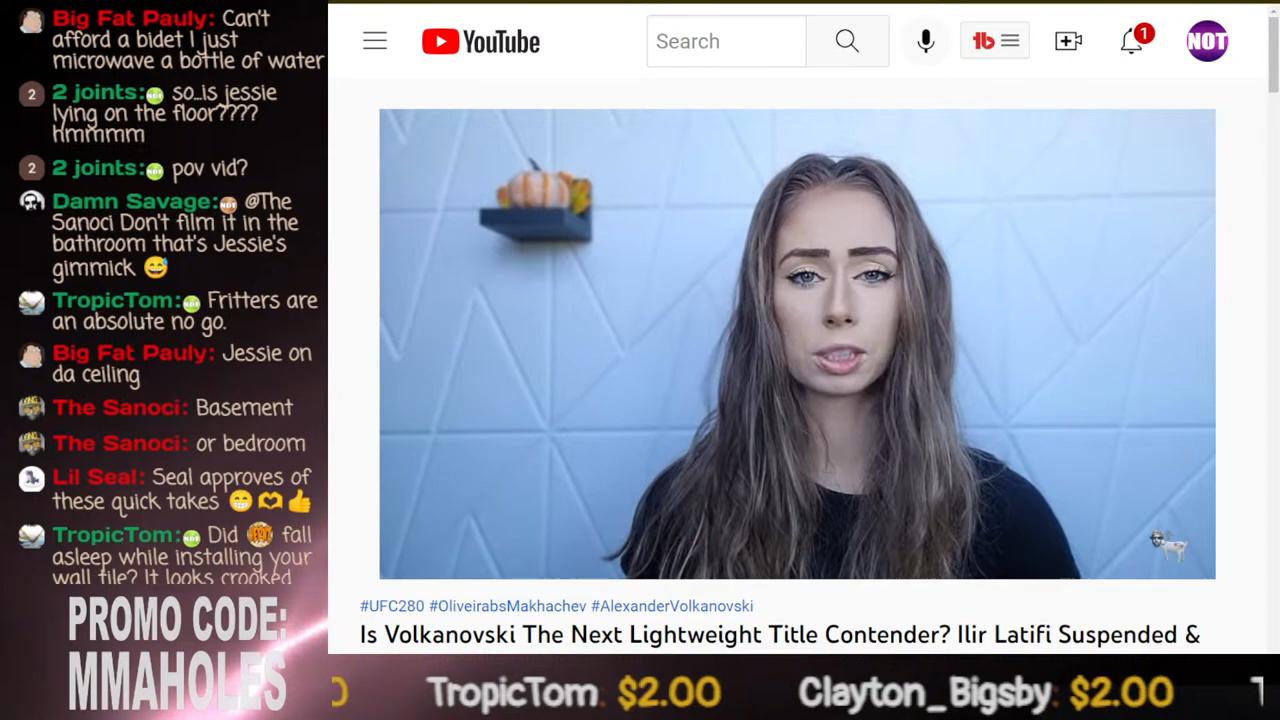 Big Fat Pauly: Can't
afford a bidet I just
microwave a bottle of water
2 joints: so...is jessie
lying on the floor????
hmmmm
2 joints: pov vid?
Damn Savage: @The
Sanoci Don't film it in the
bathroom that's Jessie's
gimmick 😅
TropicTom: Fritters are
an absolute no go.
Big Fat Pauly: Jessie on
da ceiling
The Sanoci: Basement
The Sanoci: or bedroom
Lil Seal: Seal approves of
these quick takes 😁🫶👍
TropicTom: Did fall
asleep while installing your
wall tile? It looks crooked
PROMO CODE:
MMAHOLES
YouTube
Search
tb
1
NOT
#UFC280 #OliveirabsMakhachev #AlexanderVolkanovski
Is Volkanovski The Next Lightweight Title Contender? Ilir Latifi Suspended &
0 TropicTom: $2.00 Clayton_Bigsby: $2.00